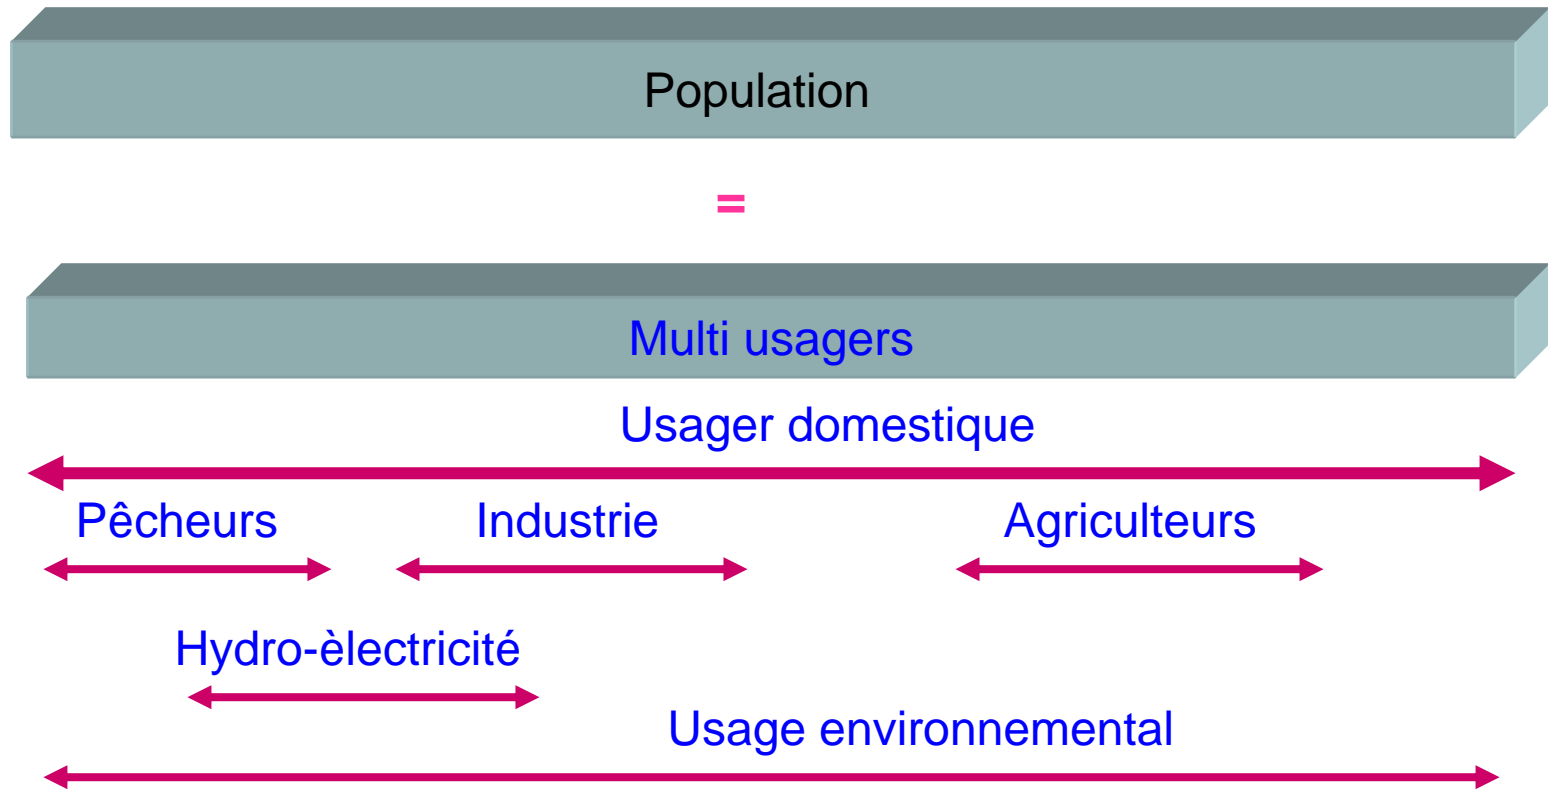 Population
=
Multi usagers
Usager domestique
Pêcheurs Industrie Agriculteurs
Hydro-èlectricité
Usage environnemental